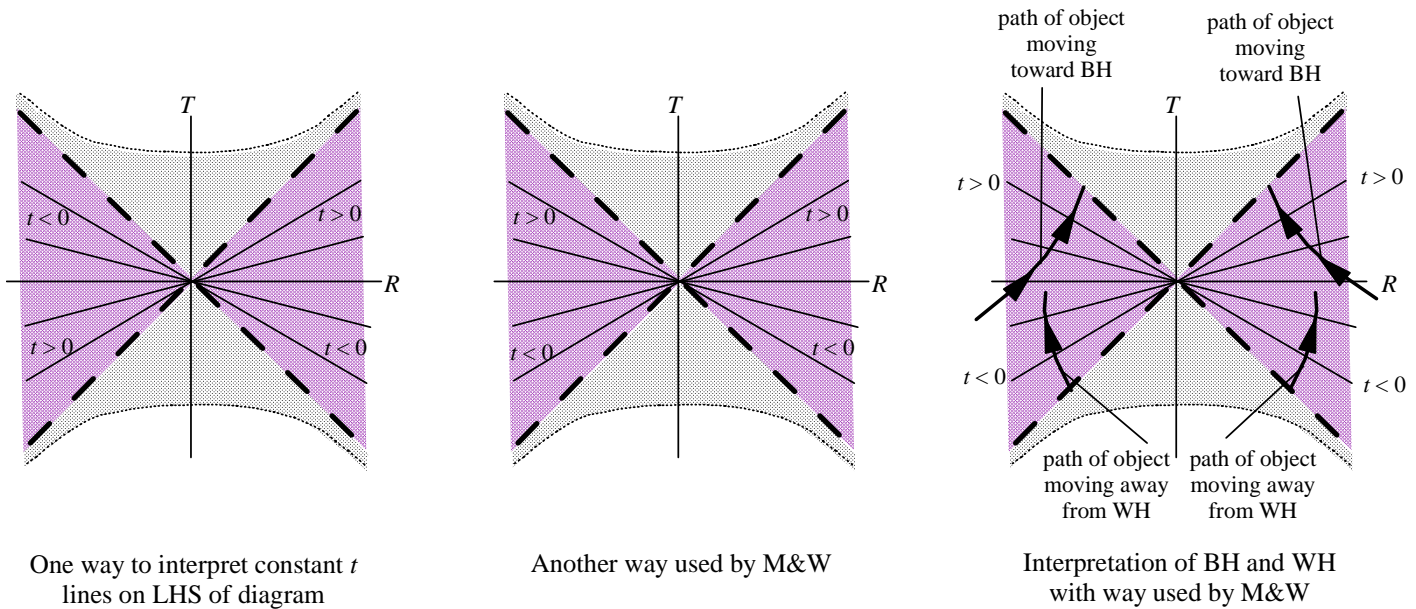 T
t < 0
t > 0
R
t > 0
t < 0
One way to interpret constant t
lines on LHS of diagram
T
t > 0
t > 0
R
t < 0
t < 0
Another way used by M&W
path of object
moving
toward BH
path of object
moving
toward BH
T
t > 0
t > 0
R
t < 0
t < 0
path of object
moving away
from WH
path of object
moving away
from WH
Interpretation of BH and WH
with way used by M&W